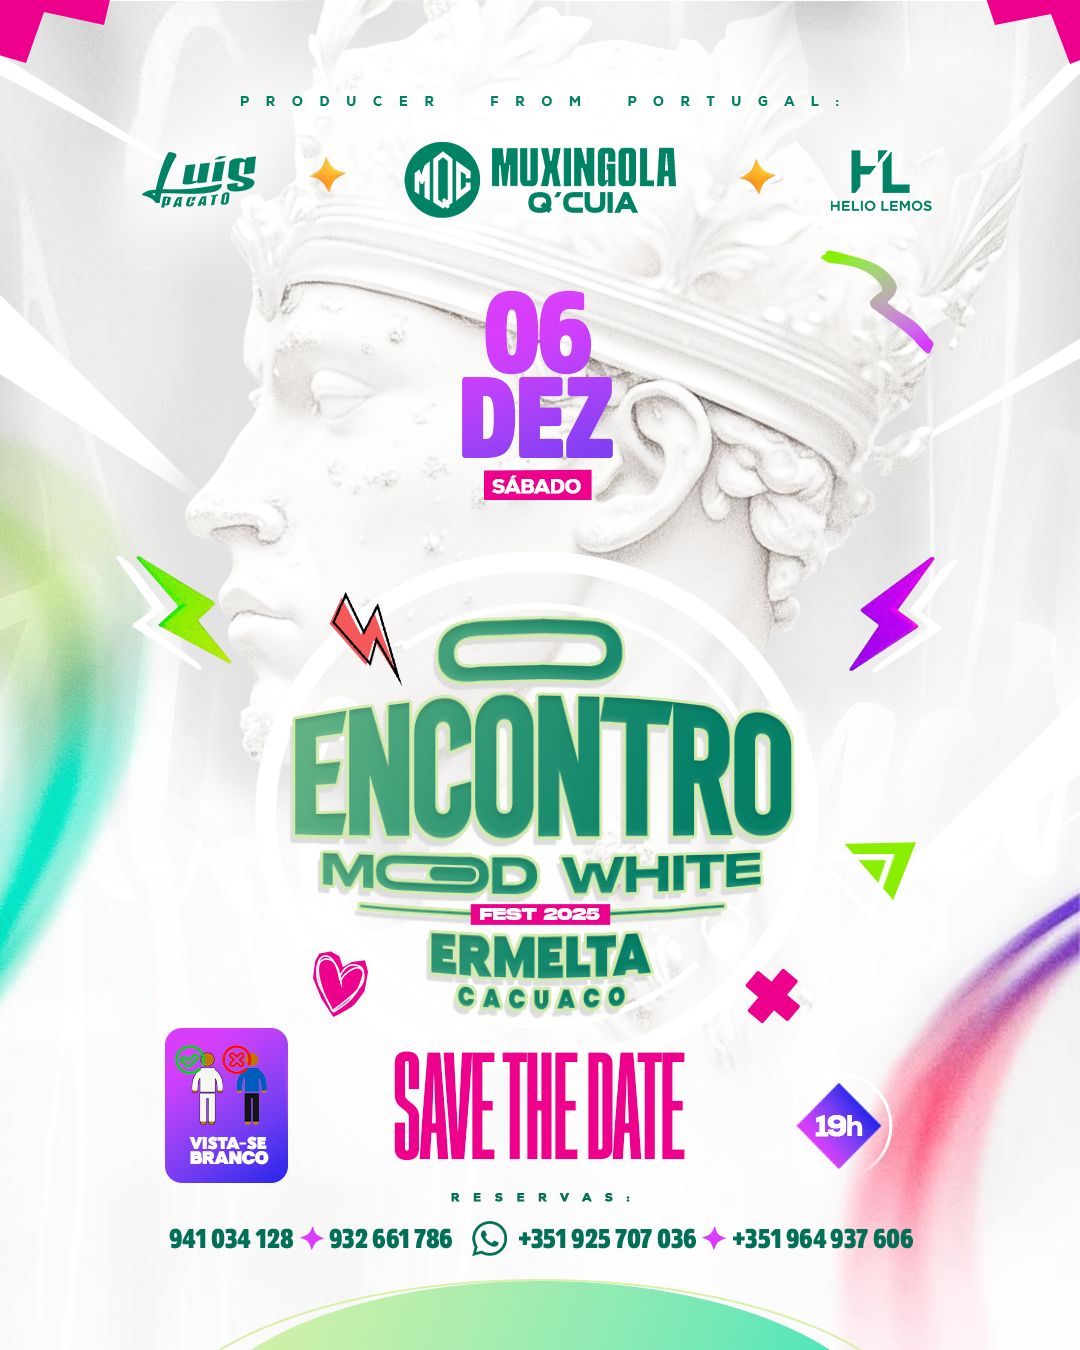 PRODUCER FROM PORTUGAL:
Luis
PACATO
MQC
MUXINGOLA
Q'CUIA
HL
HELIO LEMOS
06
DEZ
SÁBADO
O
ENCONTRO
MOOD WHITE
FEST 2025
ERMELTA
CACUACO
SAVE THE DATE
VISTA-SE
BRANCO
19h
RESERVAS:
941 034 128 932 661 786 +351 925 707 036 +351 964 937 606